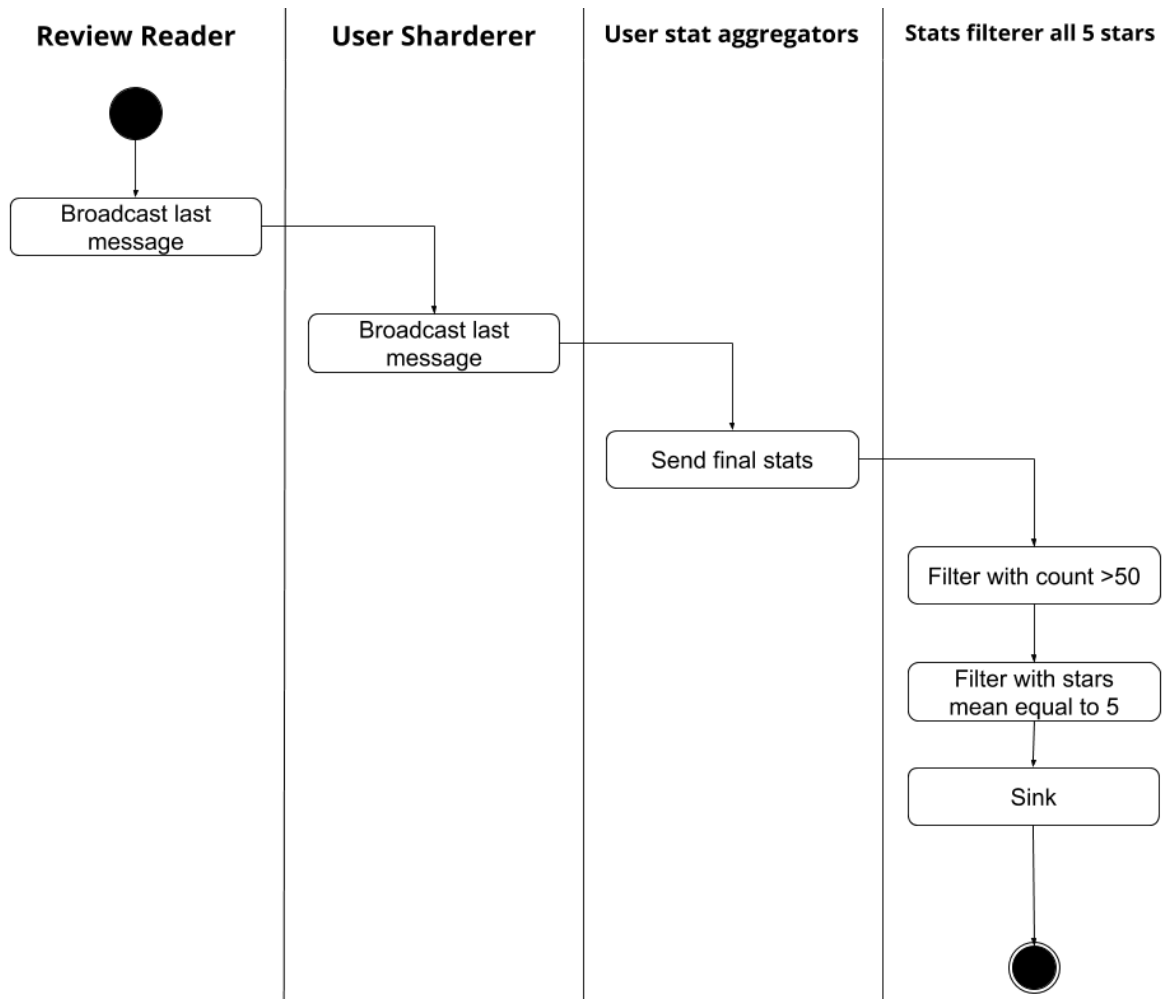 Review Reader
User Sharderer
User stat aggregators
Stats filterer all 5 stars
Broadcast last
message
Broadcast last
message
Send final stats
Filter with count >50
Filter with stars
mean equal to 5
Sink